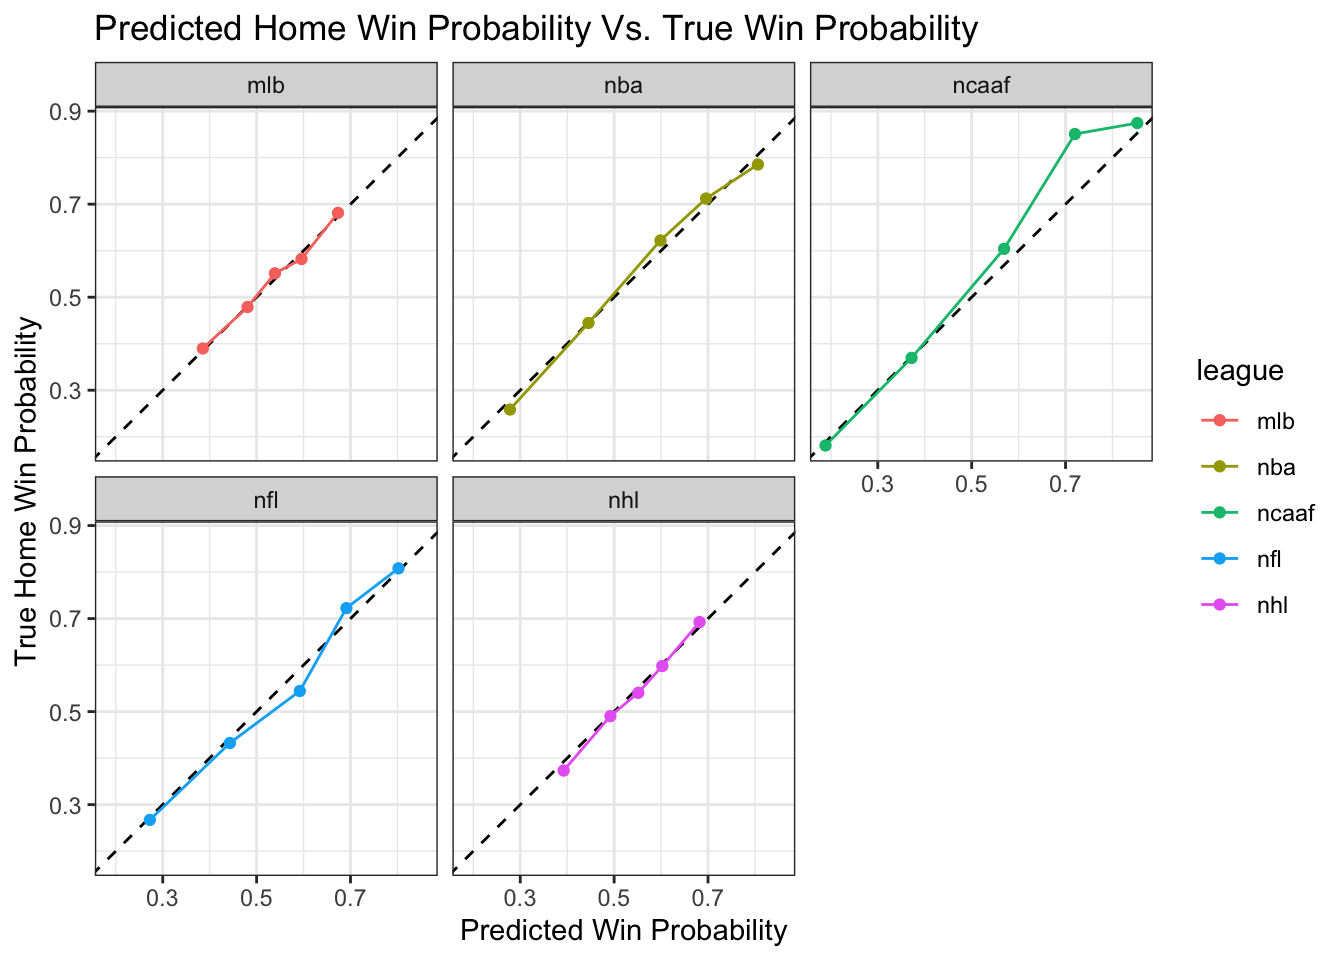 Predicted Home Win Probability Vs. True Win Probability
mlb
nba
ncaaf
0.9
0.7
0.5
0.3
0.3
0.5
0.7
nfl
nhl
0.9
0.7
0.5
0.3
0.3
0.5
0.7
0.3
0.5
0.7
True Home Win Probability
Predicted Win Probability
league
mlb
nba
ncaaf
nfl
nhl